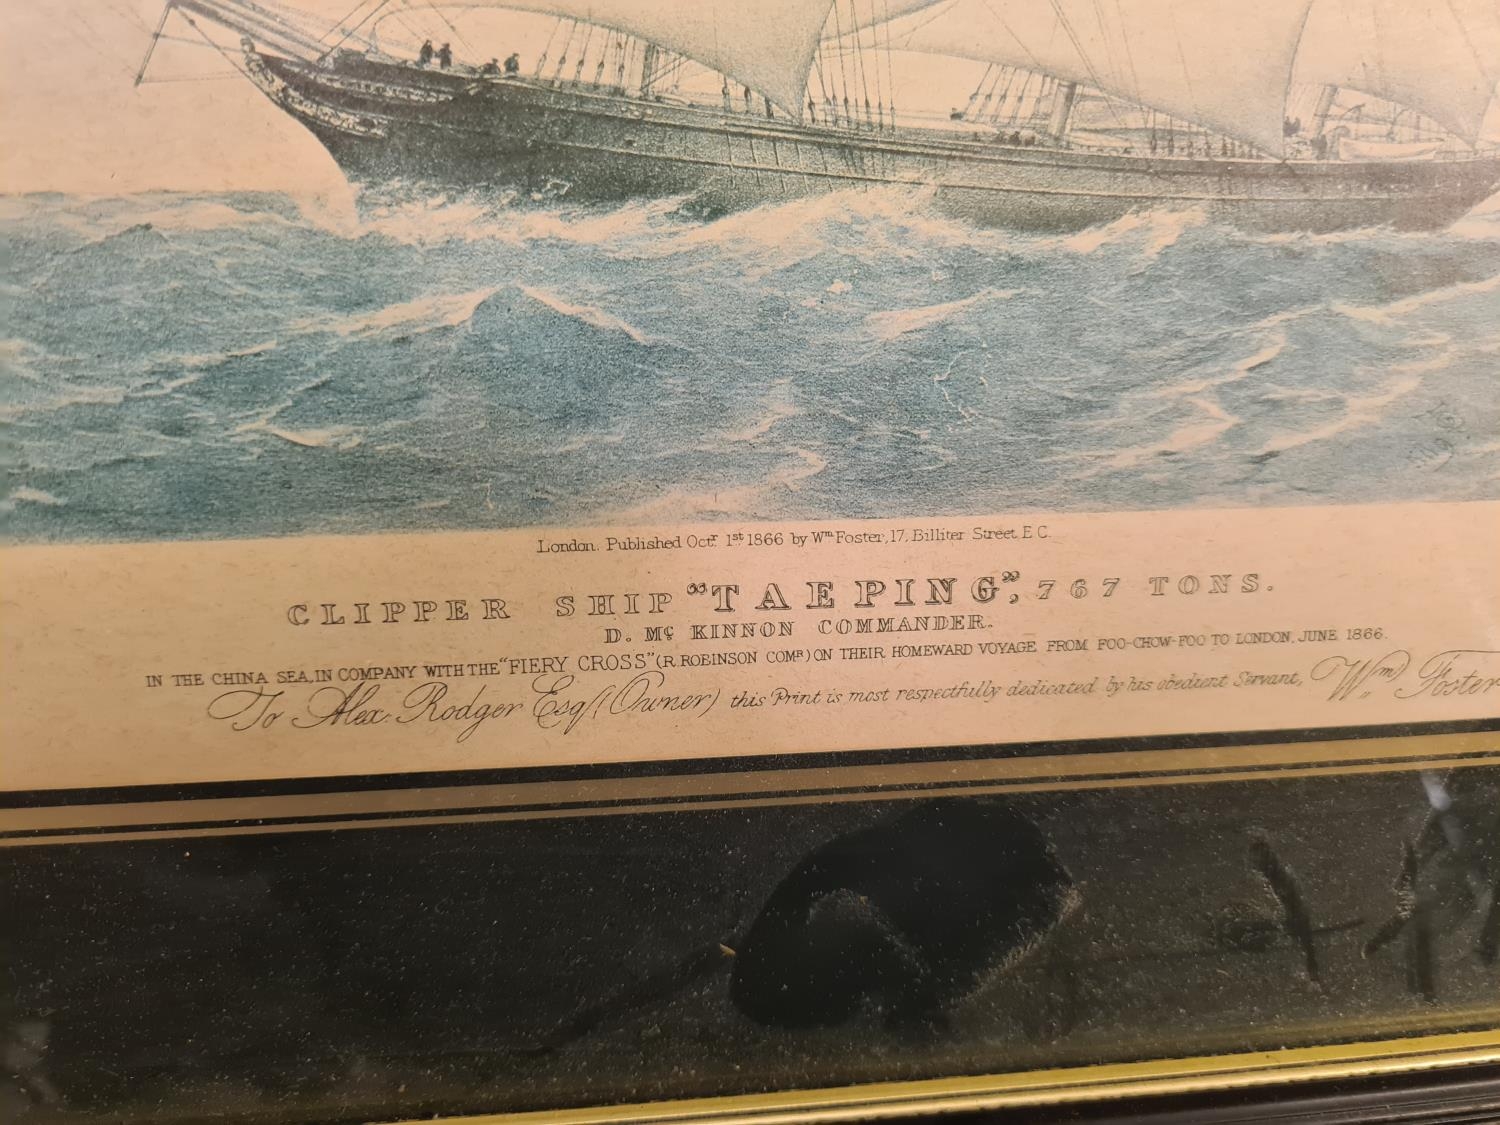 London. Published Octr. 1st 1866 by Wm Foster, 17, Billiter Street E.C.
CLIPPER SHIP "TAEPING", 767 TONS.
D. Mc KINNON COMMANDER.
IN THE CHINA SEA, IN COMPANY WITH THE "FIERY CROSS" (R. ROBINSON COMR) ON THEIR HOMEWARD VOYAGE FROM FOO-CHOW-FOO TO LONDON, JUNE 1866.
To Alex. Rodger Esq. (Owner) this Print is most respectfully dedicated by his obedient Servant, Wm Foster